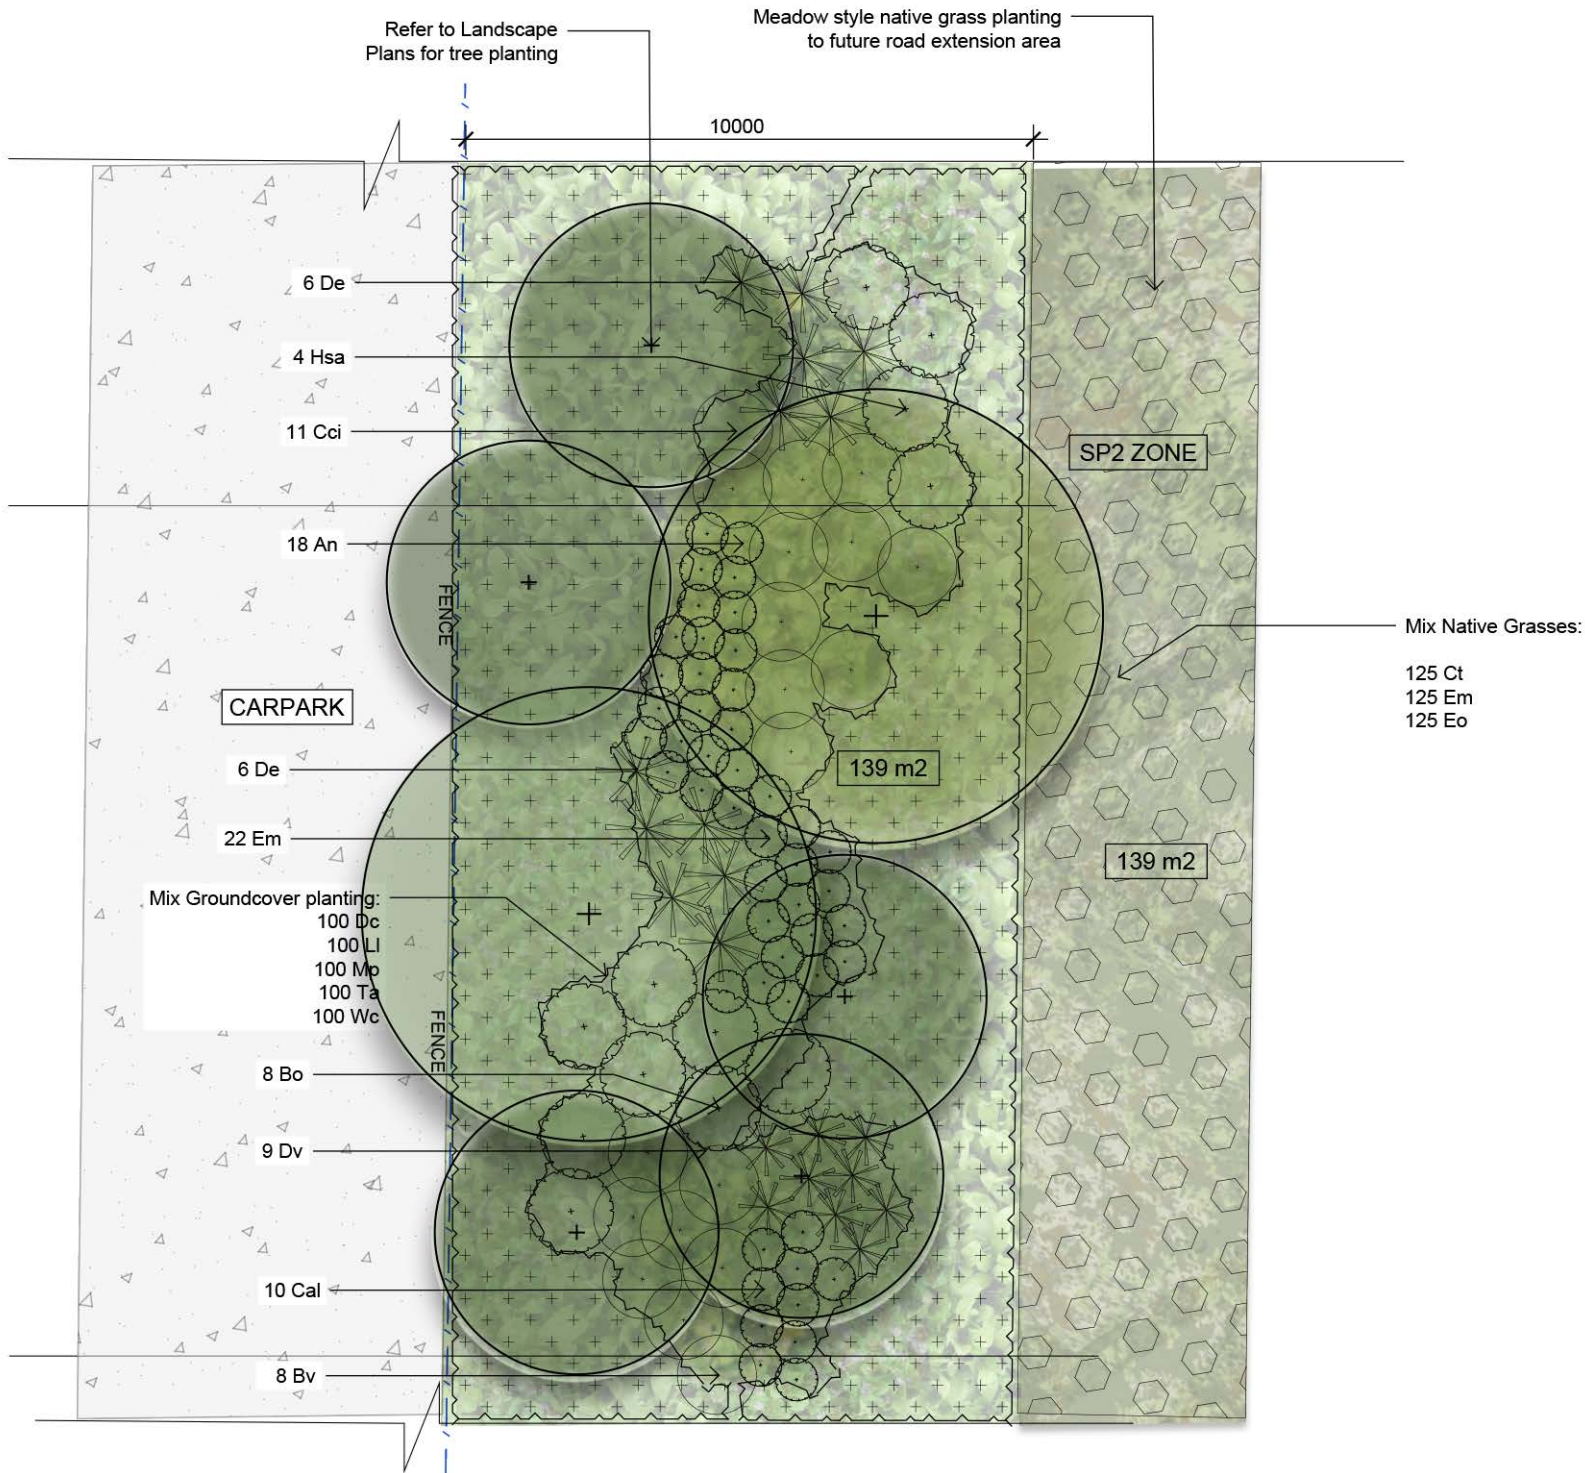 Refer to Landscape
Plans for tree planting
Meadow style native grass planting
to future road extension area
10000
6 De
4 Hsa
11 Cci
SP2 ZONE
18 An
FENCE
Mix Native Grasses:
125 Ct
125 Em
125 Eo
CARPARK
6 De
139 m2
22 Em
139 m2
Mix Groundcover planting:
100 Dc
100 Ll
100 Mp
100 Ta
100 Wc
FENCE
8 Bo
9 Dv
10 Cal
8 Bv